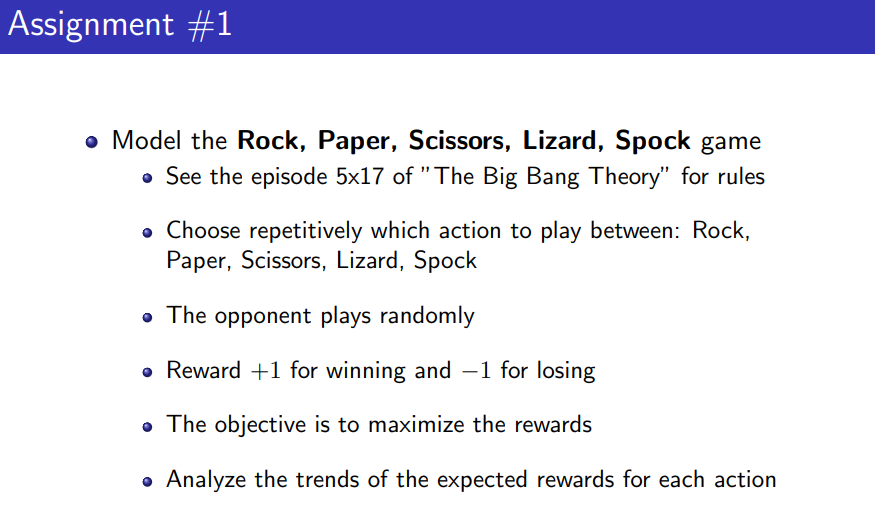 Assignment #1
Model the Rock, Paper, Scissors, Lizard, Spock game
See the episode 5x17 of "The Big Bang Theory" for rules
Choose repetitively which action to play between: Rock,
Paper, Scissors, Lizard, Spock
The opponent plays randomly
Reward +1 for winning and −1 for losing
The objective is to maximize the rewards
Analyze the trends of the expected rewards for each action